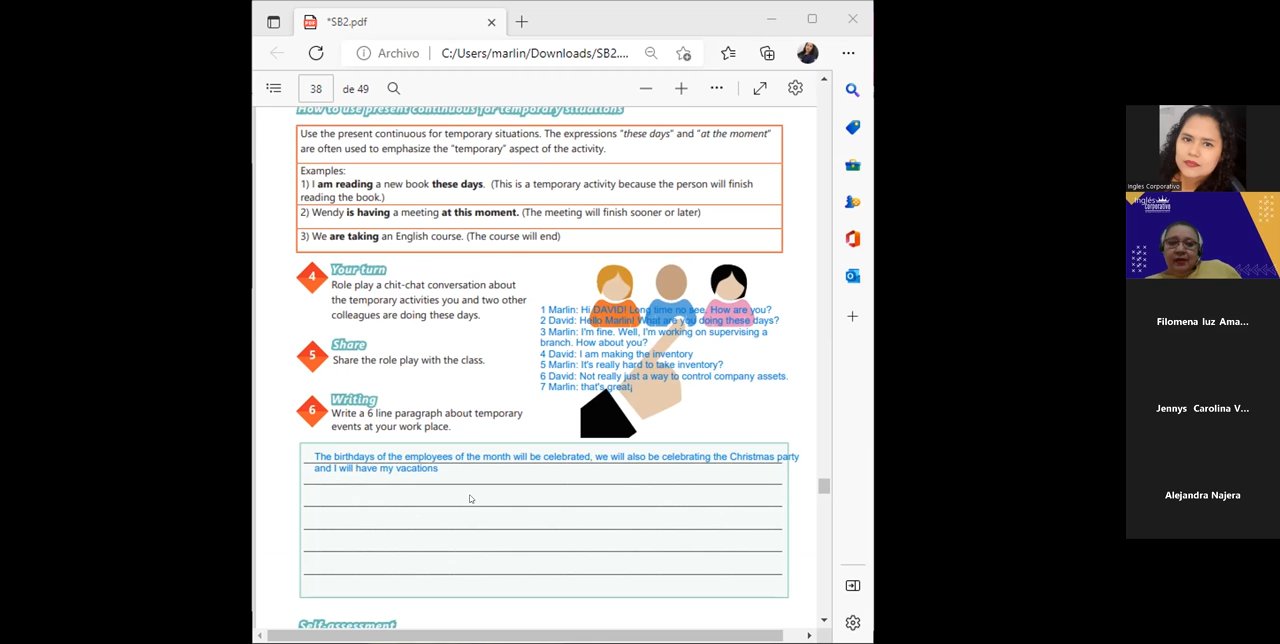 *SB2.pdf
Archivo
C:/Users/marlin/Downloads/SB2....
38 de 49
How to use present continuous for temporary situations
Use the present continuous for temporary situations. The expressions "these days" and "at the moment"
are often used to emphasize the "temporary" aspect of the activity.
Examples:
1) I am reading a new book these days. (This is a temporary activity because the person will finish
reading the book.)
2) Wendy is having a meeting at this moment. (The meeting will finish sooner or later)
3) We are taking an English course. (The course will end)
4 Your turn
Role play a chit-chat conversation about
the temporary activities you and two other
colleagues are doing these days.
5 Share
Share the role play with the class.
6 Writing
Write a 6 line paragraph about temporary
events at your work place.
1 Marlin: Hi DAVID! Long time no see. How are you?
2 David: Hello Marlin! What are you doing these days?
3 Marlin: I'm fine. Well, I'm working on supervising a
branch. How about you?
4 David: I am making the inventory
5 Marlin: It's really hard to take inventory?
6 David: Not really just a way to control company assets.
7 Marlin: that's great¡
The birthdays of the employees of the month will be celebrated, we will also be celebrating the Christmas party
and I will have my vacations
Self-assessment
Ingles Corporativo
Inglés
Corporativo
Filomena luz Ama...
Jennys Carolina V...
Alejandra Najera